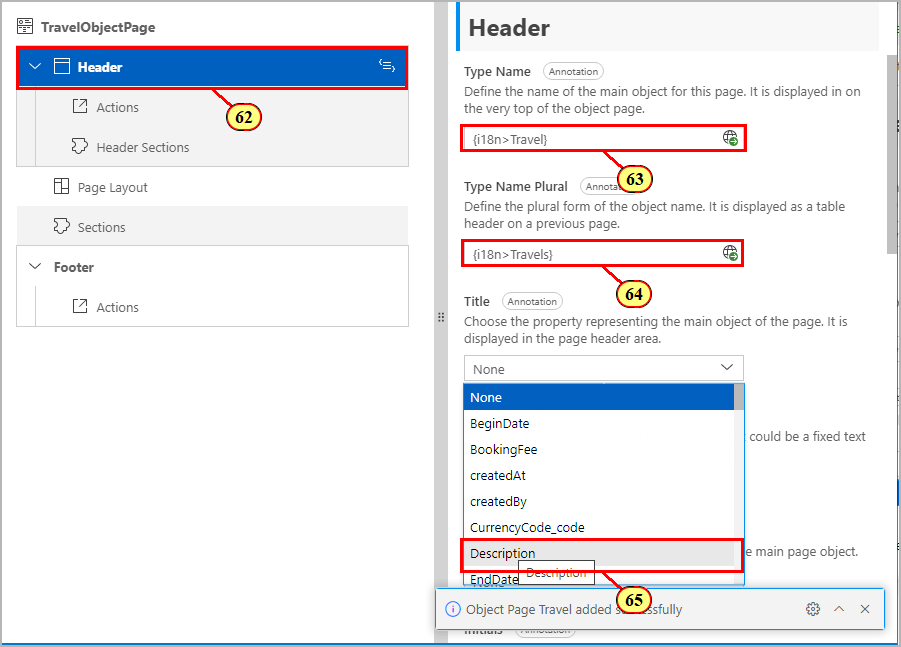 TravelObjectPage
Header
Actions
Header Sections
Page Layout
Sections
Footer
Actions
62
Header
Type Name Annotation
Define the name of the main object for this page. It is displayed in on
the very top of the object page.
{i18n>Travel}
63
Type Name Plural
Define the plural form of the object name. It is displayed as a table
header on a previous page.
{i18n>Travels}
64
Title Annotation
Choose the property representing the main object of the page. It is
displayed in the page header area.
None
None
BeginDate
BookingFee
could be a fixed text
createdAt
createdBy
CurrencyCode_code
Description
e main page object.
EndDate
Description
65
Object Page Travel added successfully
Initials Annotation